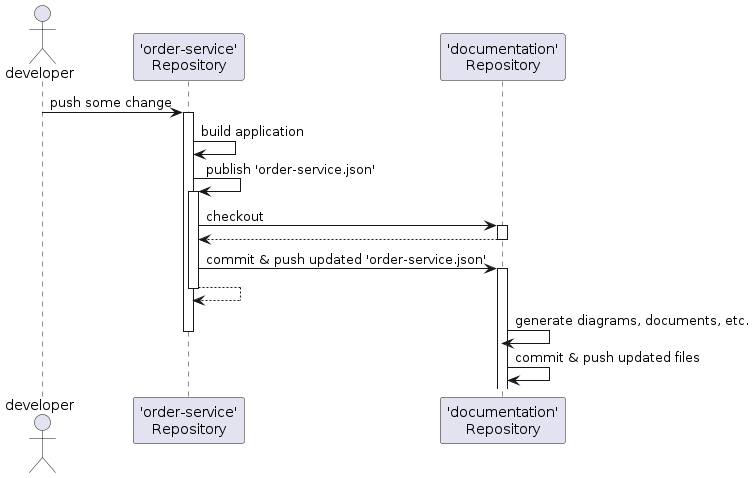 developer
'order-service'
Repository
'documentation'
Repository
push some change
build application
publish 'order-service.json'
checkout
commit & push updated 'order-service.json'
generate diagrams, documents, etc.
commit & push updated files
developer
'order-service'
Repository
'documentation'
Repository